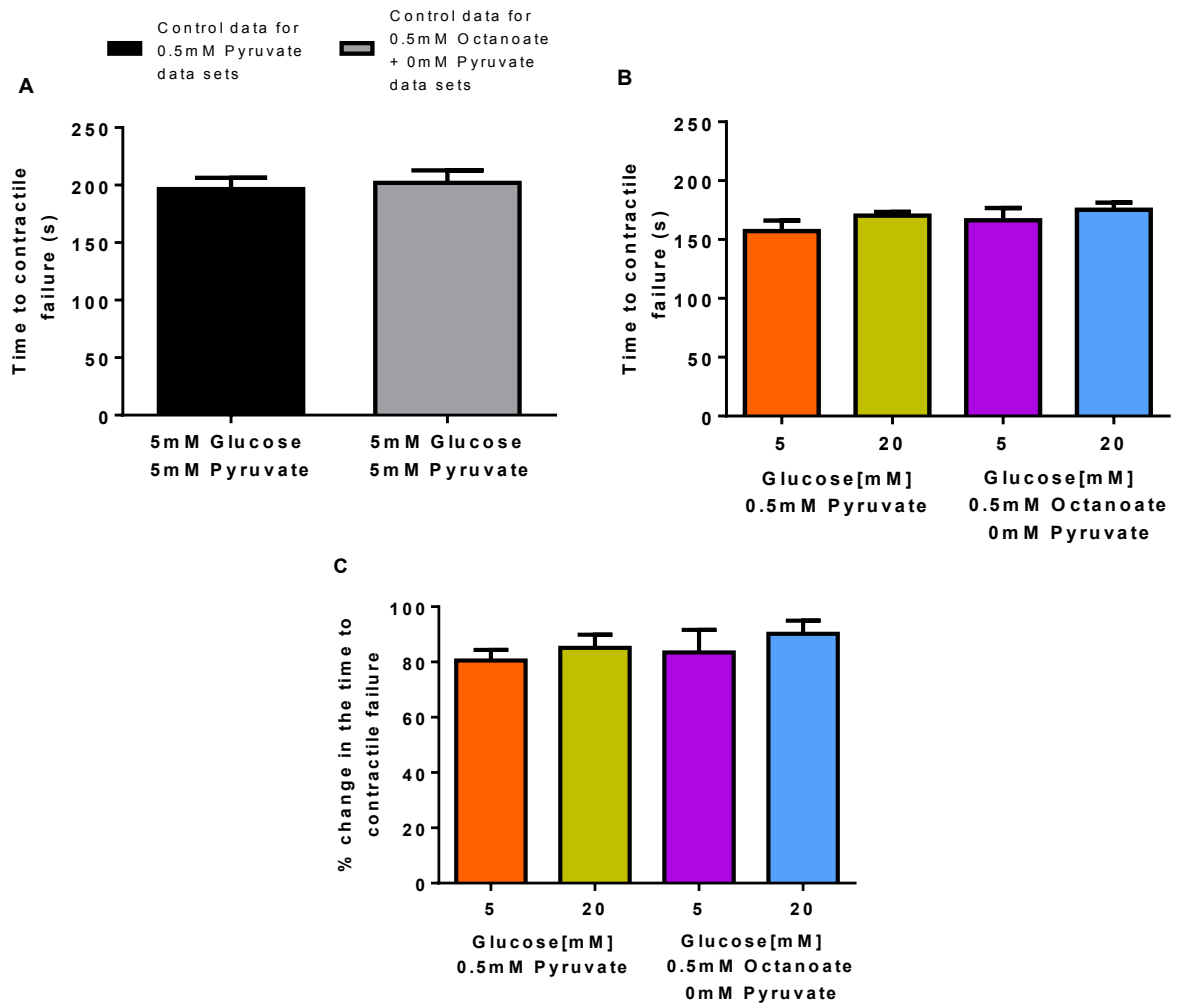 Control data for
0.5mM Pyruvate
data sets
Control data for
0.5mM Octanoate
+ 0mM Pyruvate
data sets
A
Time to contractile
failure (s)
250
200
150
100
50
0
5mM Glucose
5mM Pyruvate
5mM Glucose
5mM Pyruvate
B
Time to contractile
failure (s)
250
200
150
100
50
0
5
20
5
20
Glucose[mM]
0.5mM Pyruvate
Glucose[mM]
0.5mM Octanoate
0mM Pyruvate
C
% change in the time to
contractile failure
100
80
60
40
20
0
5
20
5
20
Glucose[mM]
0.5mM Pyruvate
Glucose[mM]
0.5mM Octanoate
0mM Pyruvate